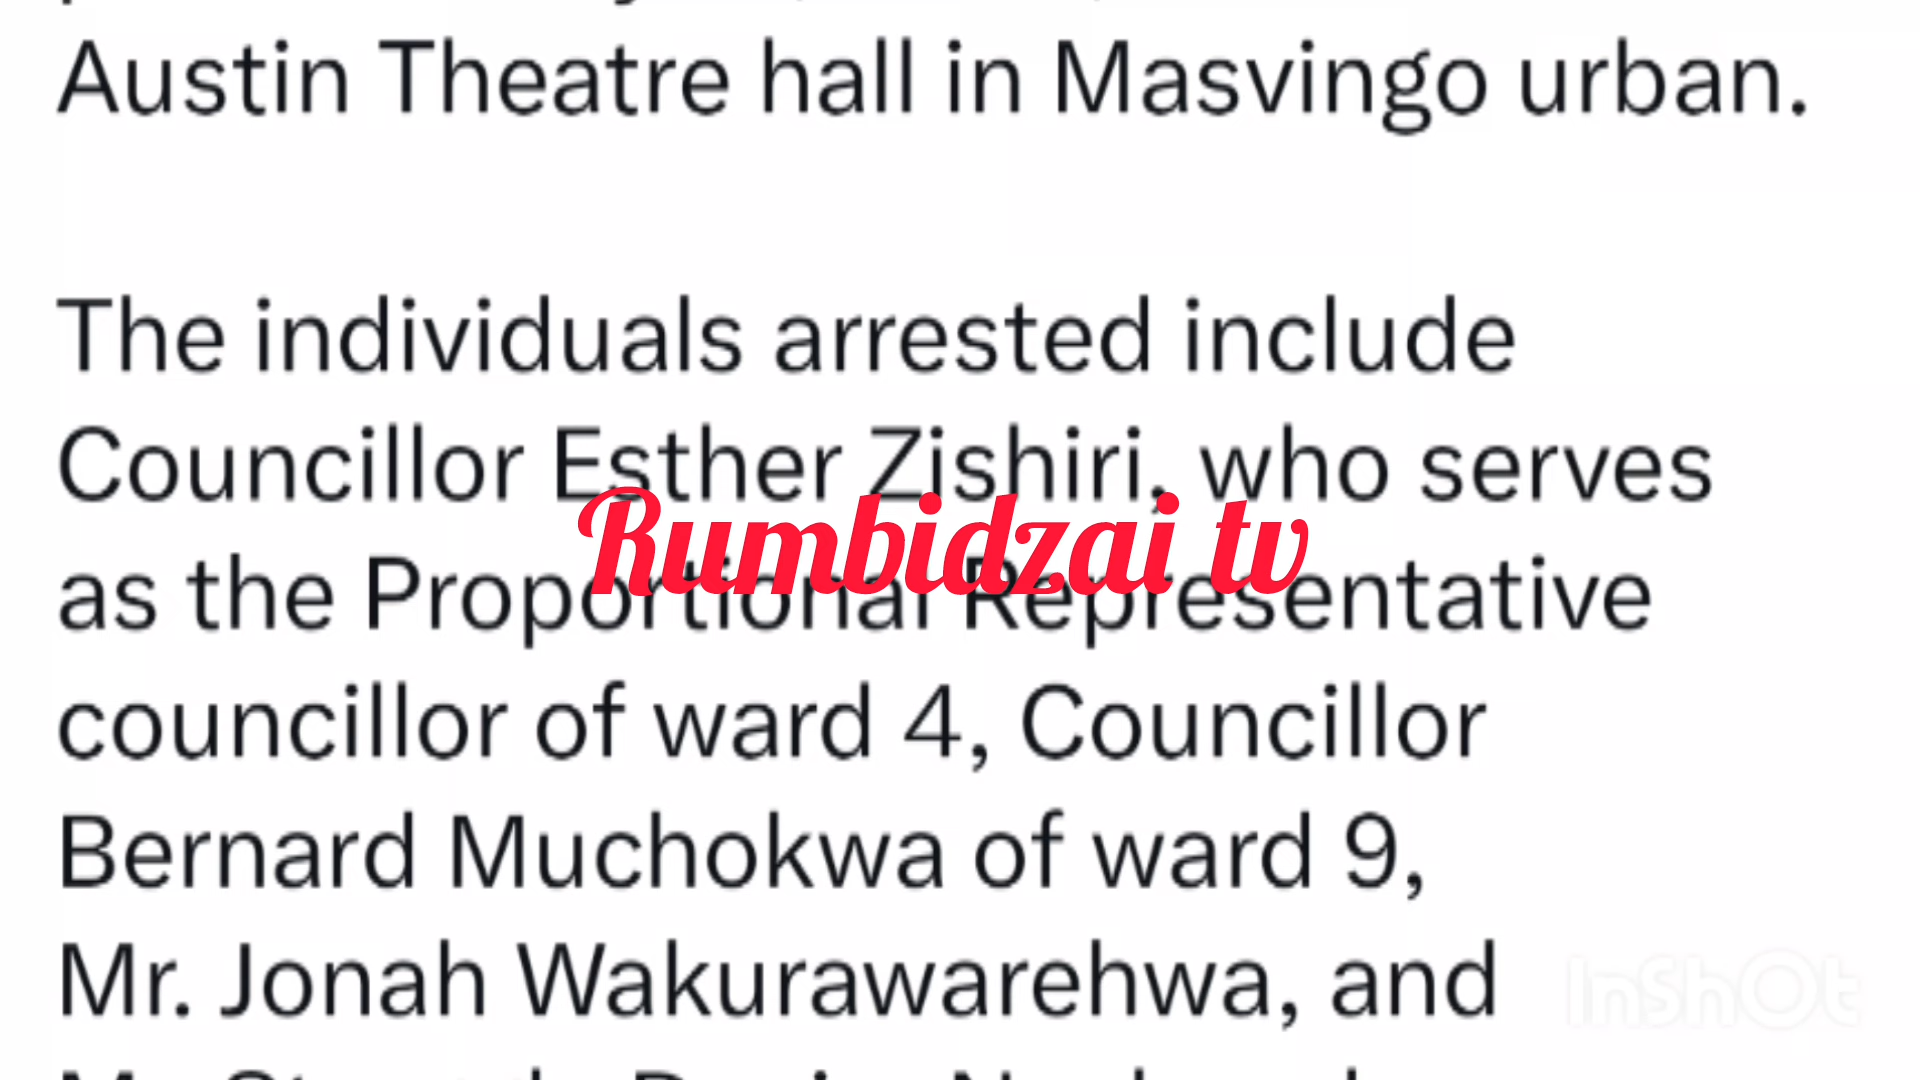 Austin Theatre hall in Masvingo urban.
The individuals arrested include
Councillor Esther Zishiri, who serves
Rumbidzai tv
as the Proportional Representative
councillor of ward 4, Councillor
Bernard Muchokwa of ward 9,
Mr. Jonah Wakurawarehwa, and
InShOt